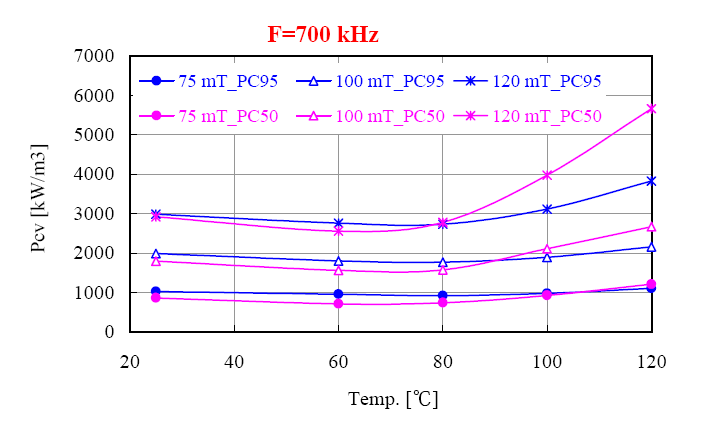 F=700 kHz
7000
6000
5000
4000
3000
2000
1000
0
Pcv [kW/m3]
75 mT_PC95 100 mT_PC95 120 mT_PC95
75 mT_PC50 100 mT_PC50 120 mT_PC50
20 40 60 80 100 120
Temp. [℃]